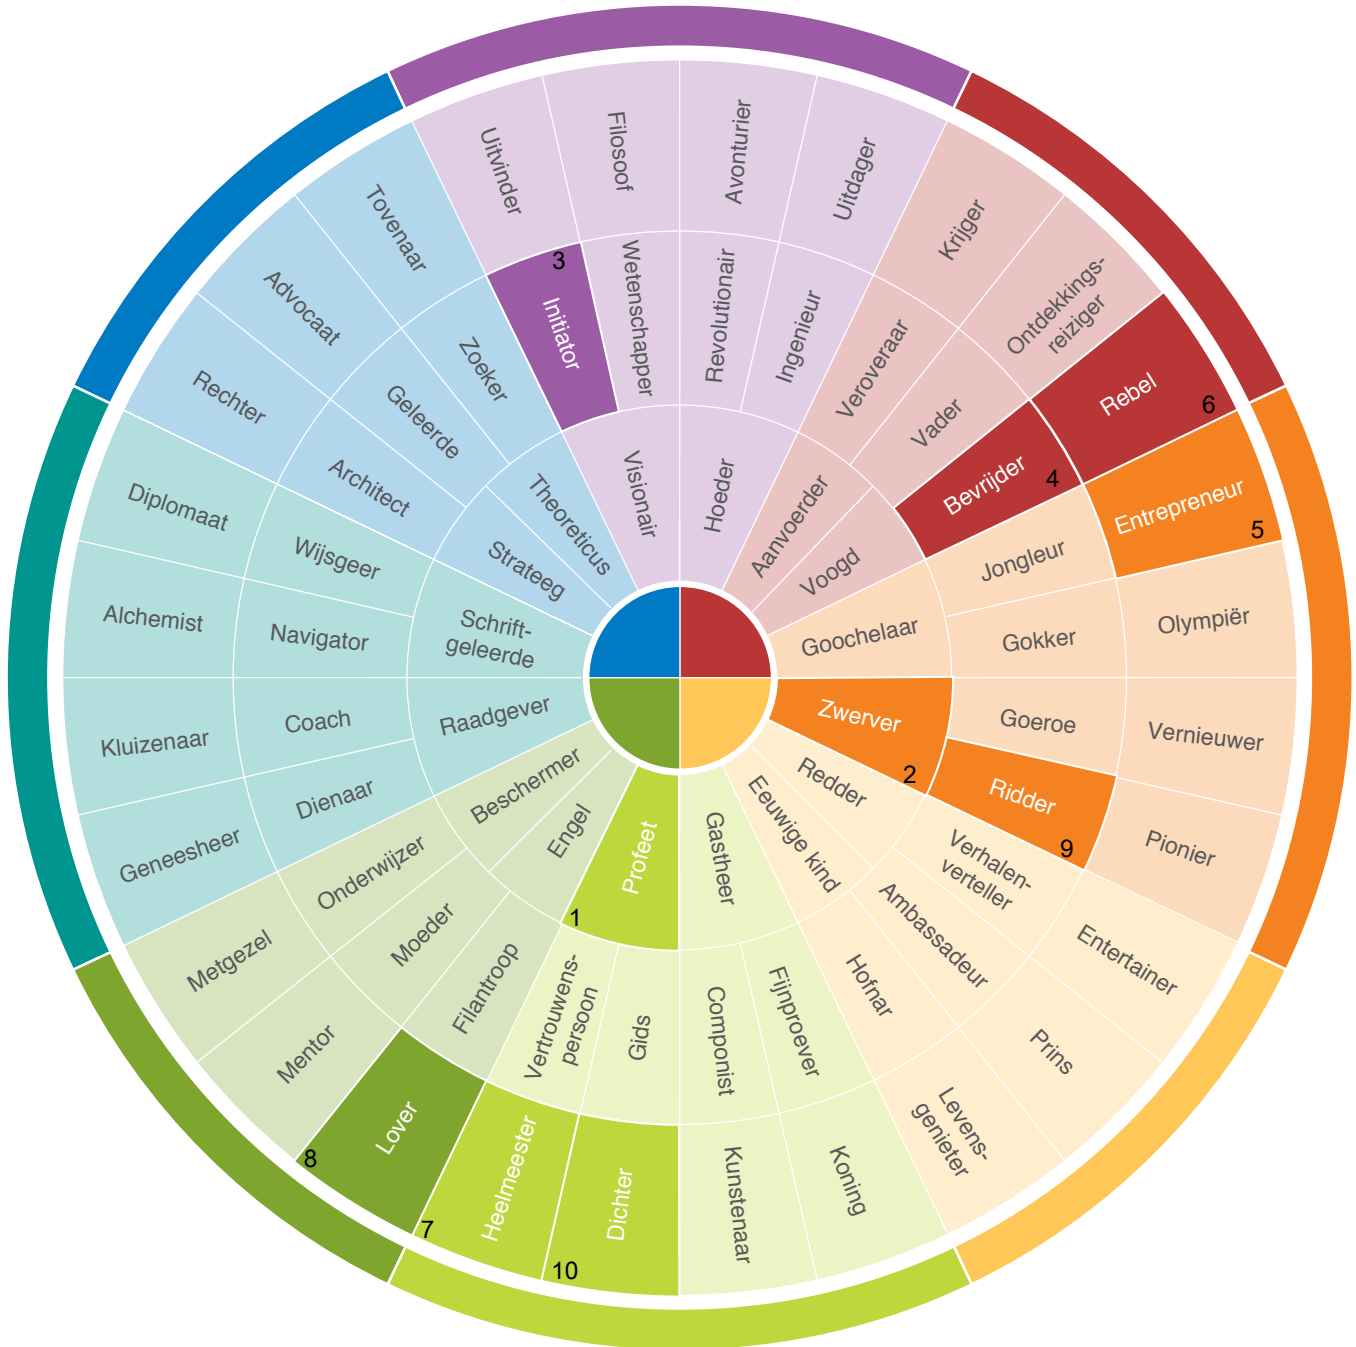 Uitvinder
Filosoof
Avonturier
Uitdager
Krijger
Ontdekkings-
reiziger
Rebel
6
Entrepreneur
5
Olympiër
Vernieuwer
Pionier
Entertainer
Prins
Levens-
genieter
Koning
Kunstenaar
Dichter
10
Heelmeester
7
Lover
8
Mentor
Metgezel
Geneesheer
Kluizenaar
Alchemist
Diplomaat
Rechter
Advocaat
Tovenaar
3
Initiator
Wetenschapper
Revolutionair
Ingenieur
Veroveraar
Vader
Bevrijder
4
Jongleur
Gokker
Goeroe
Ridder
9
Verhalen-
verteller
Ambassadeur
Hofnar
Fijnproever
Componist
Gids
Vertrouwens-
persoon
Filantroop
Moeder
Onderwijzer
Dienaar
Coach
Navigator
Wijsgeer
Architect
Geleerde
Zoeker
Visionair
Hoeder
Aanvoerder
Voogd
Goochelaar
Zwerver
2
Redder
Eeuwige kind
Gastheer
Profeet
1
Engel
Beschermer
Raadgever
Schrift-
geleerde
Strateeg
Theoreticus